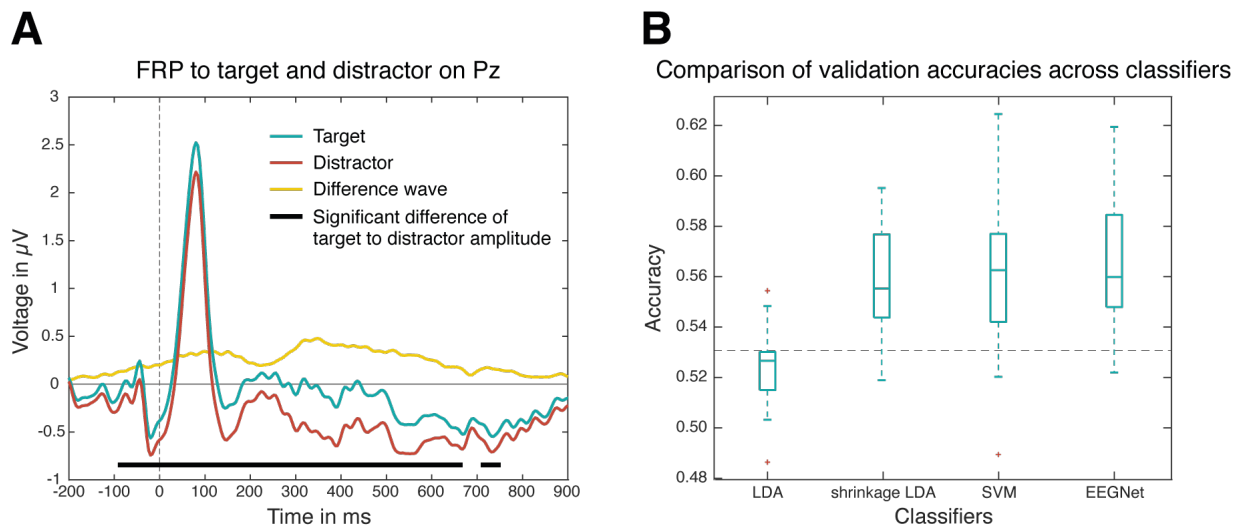 A
FRP to target and distractor on Pz
3
2.5
2
1.5
1
0.5
0
-0.5
-1
Voltage in µV
Target
Distractor
Difference wave
Significant difference of
target to distractor amplitude
-200 -100 0 100 200 300 400 500 600 700 800 900
Time in ms
B
Comparison of validation accuracies across classifiers
0.62
0.60
0.58
0.56
0.54
0.52
0.50
0.48
Accuracy
LDA shrinkage LDA SVM EEGNet
Classifiers